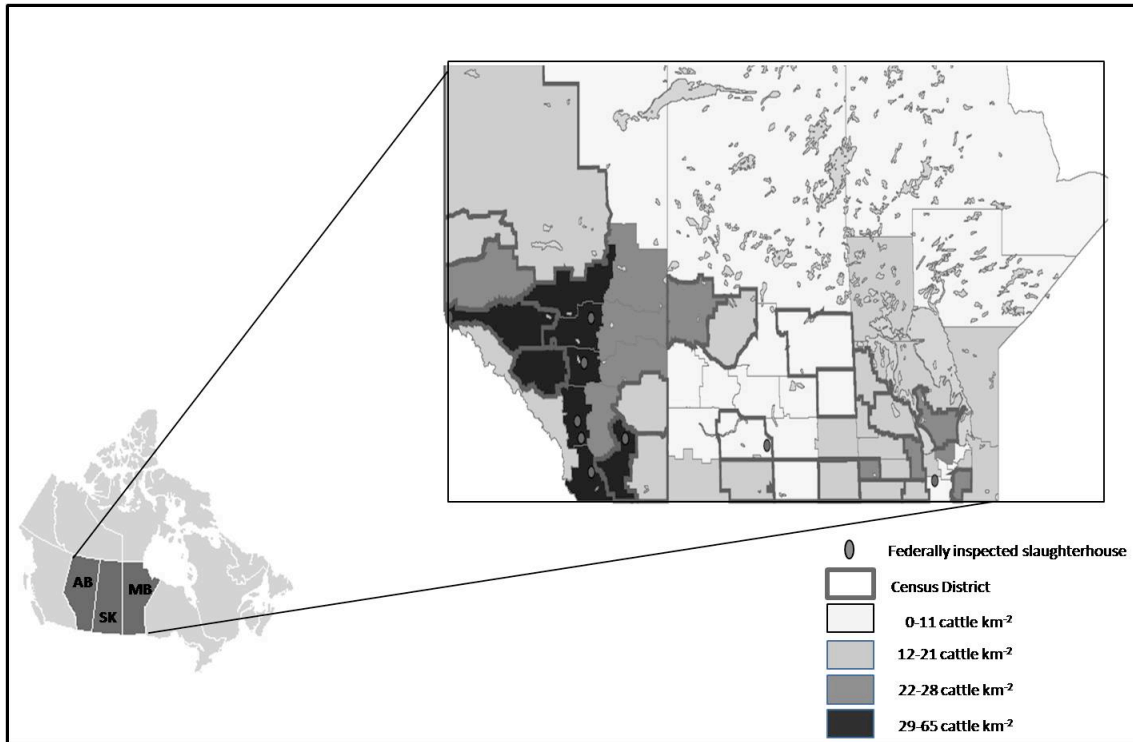 AB
SK
MB
Federally inspected slaughterhouse
Census District
0-11 cattle km⁻²
12-21 cattle km⁻²
22-28 cattle km⁻²
29-65 cattle km⁻²